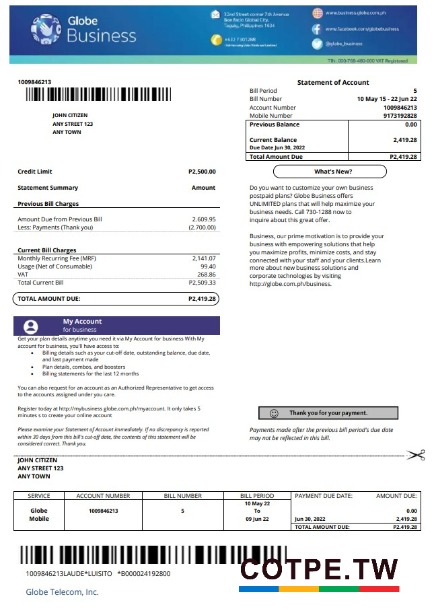 Globe
Business
32nd Street corner 7th Avenue
Bonifacio Global City
Taguig, Philippines 1634
www.business.globe.com.ph
www.facebook.com/globebusiness
@globe_business
VAT Registered
1009846213
JOHN CITIZEN
ANY STREET 123
ANY TOWN
Statement of Account
Bill Period 5
Bill Number 10 May 15 - 22 Jun 22
Account Number 1009846213
Mobile Number 9173192828
Previous Balance 0.00
Current Balance 2,419.28
Due Date Jun 30, 2022
Total Amount Due P2,419.28
Credit Limit P2,500.00
Statement Summary Amount
Previous Bill Charges
Amount Due from Previous Bill 2,609.95
Less: Payments (Thank you) (2,700.00)
Current Bill Charges
Monthly Recurring Fee (MRF) 2,141.07
Usage (Net of Consumable) 99.40
VAT 268.86
Total Current Bill P2,509.33
TOTAL AMOUNT DUE: P2,419.28
What's New?
Do you want to customize your own business
postpaid plans? Globe Business offers
UNLIMITED plans that will help maximize your
business needs. Call 730-1288 now to
inquire about this great offer.
Business, our prime motivation is to provide your
business with empowering solutions that help
you maximize profits, minimize costs, and stay
connected with your staff and your clients.Learn
more about new business solutions and
corporate technologies by visiting
http://globe.com.ph/business.
My Account
for business
Get your plan details anytime you need it via My Account for business With My
account for business, you'll have access to:
• Billing details such as your cut-off date, outstanding balance, due date,
and last payment made
• Plan details, combos, and boosters
• Billing statements for the last 12 months
You can also request for an account as an Authorized Representative to get access
to the accounts assigned under you care.
Register today at http://mybusiness.globe.com.ph/myaccount. It only takes 5
minutes to create your online account
Please examine your Statement of Account immediately. If no discrepancy is reported
within 30 days from this bill's cut-off date, the contents of this statement will be
considered correct. Thank you.
Thank you for your payment.
Payments made after the previous bill period's due date
may not be reflected in this bill.
JOHN CITIZEN
ANY STREET 123
ANY TOWN
SERVICE ACCOUNT NUMBER BILL NUMBER BILL PERIOD PAYMENT DUE DATE: AMOUNT DUE:
Globe Mobile 1009846213 5 10 May 22 To 09 Jun 22 0.00
Jun 30, 2022 2,419.28
TOTAL AMOUNT DUE: P2,419.28
1009846213LAUDE*LUISITO *B000024192800
Globe Telecom, Inc.
COTPE.TW